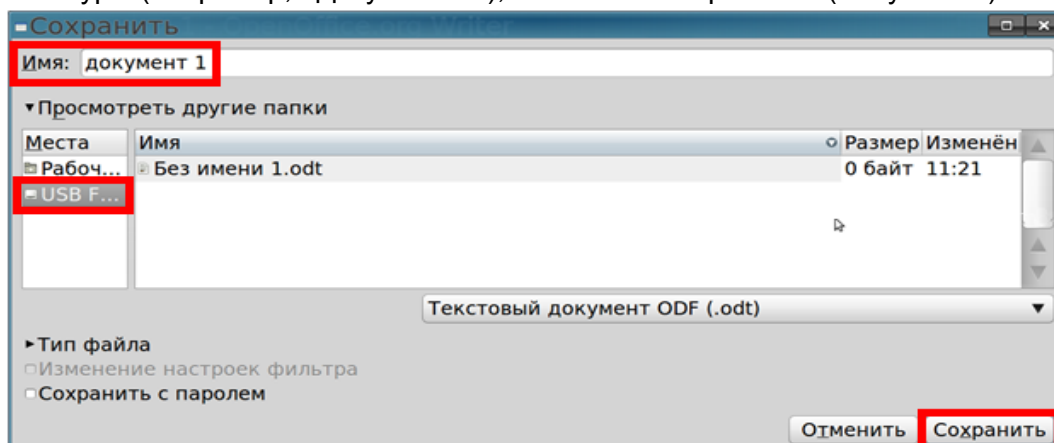 Сохранить
Имя: документ 1
Просмотреть другие папки
Места Имя Размер Изменён
Рабоч... Без имени 1.odt 0 байт 11:21
USB F...
Текстовый документ ODF (.odt)
Тип файла
Изменение настроек фильтра
Сохранить с паролем
Отменить Сохранить